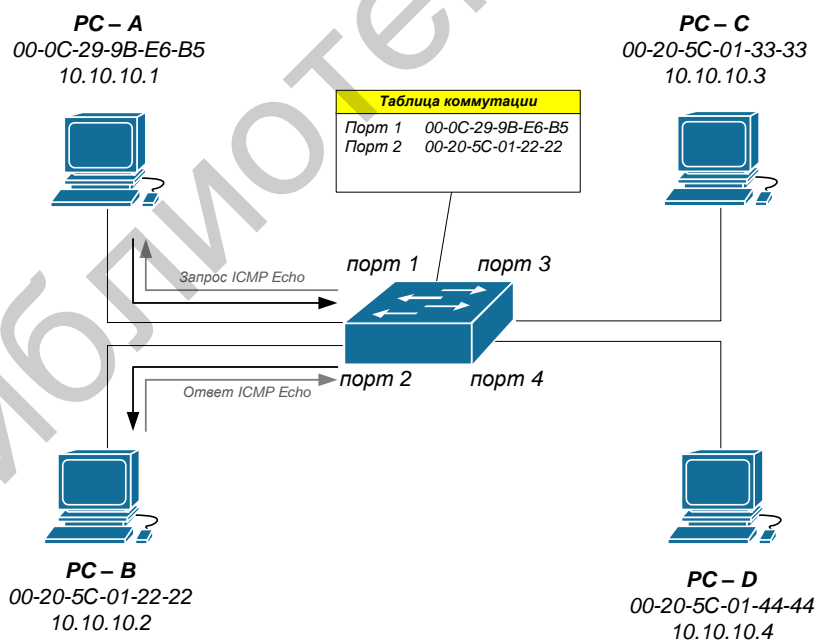 PC – A
00-0C-29-9B-E6-B5
10.10.10.1
PC – C
00-20-5C-01-33-33
10.10.10.3
Таблица коммутации
Порт 1 00-0C-29-9B-E6-B5
Порт 2 00-20-5C-01-22-22
порт 1
порт 3
Запрос ICMP Echo
порт 2
порт 4
Ответ ICMP Echo
PC – B
00-20-5C-01-22-22
10.10.10.2
PC – D
00-20-5C-01-44-44
10.10.10.4